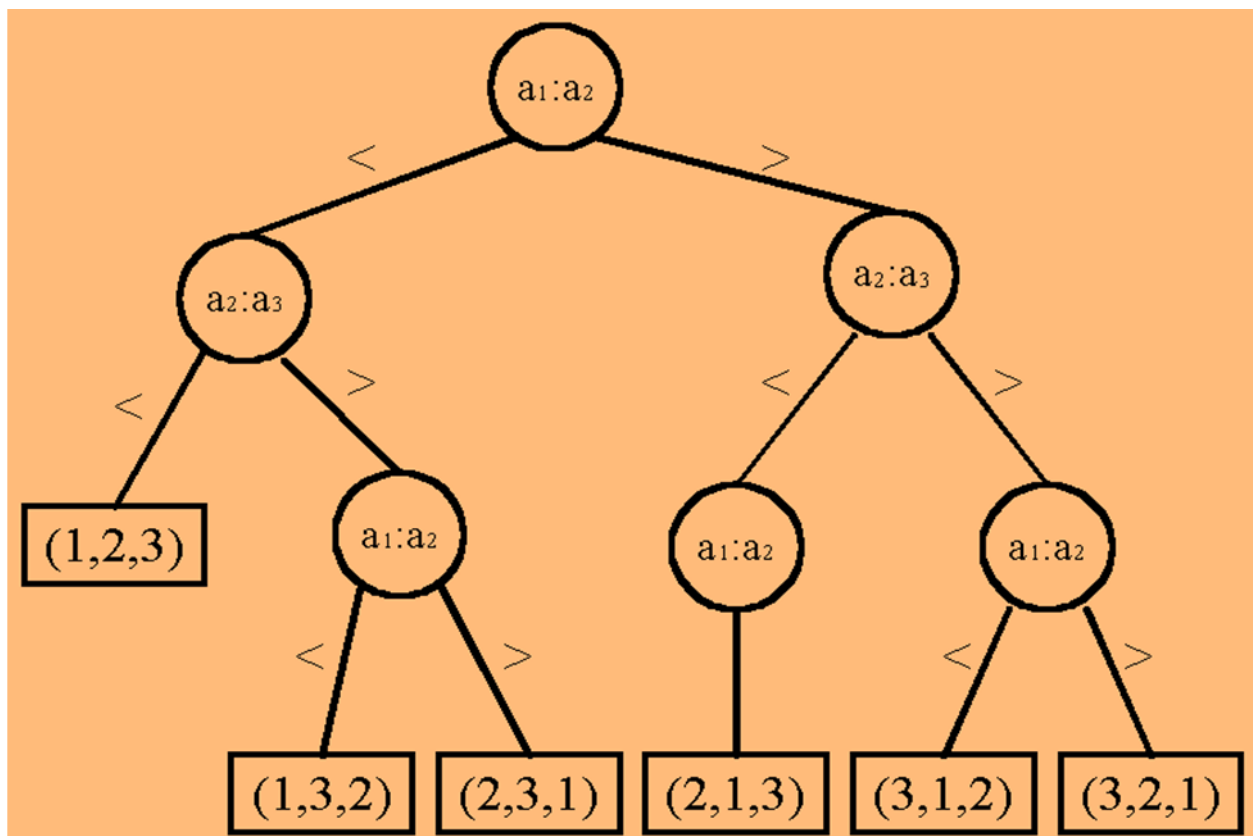 a₁:a₂
<
>
a₂:a₃
a₂:a₃
<
>
<
>
(1,2,3)
a₁:a₂
a₁:a₂
a₁:a₂
<
>
<
>
(1,3,2)
(2,3,1)
(2,1,3)
(3,1,2)
(3,2,1)